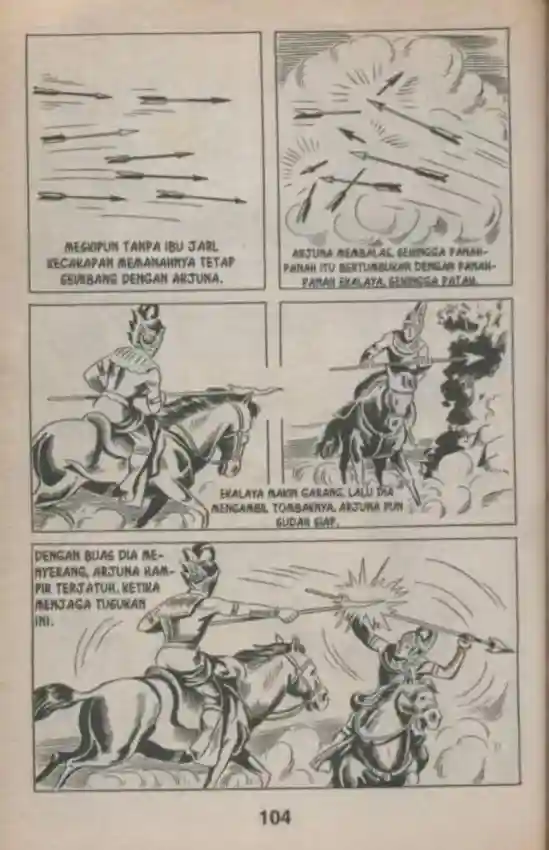 MESKIPUN TANPA IBU JARI,
KECAKAPAN MEMANAHNYA TETAP
SEIMBANG DENGAN ARJUNA.
ARJUNA MEMBALAS, SEHINGGA PANAH-
PANAH ITU BERTUMBUKAN DENGAN PANAH-
PANAH EKALAYA, SEHINGGA PATAH.
EKALAYA MAKIN GARANG, LALU DIA
MENGAMBIL TOMBAKNYA. ARJUNA PUN
SUDAH SIAP.
DENGAN BUAS DIA ME-
NYERANG, ARJUNA HAM-
PIR TERJATUH, KETIKA
MENJAGA TUSUKAN
INI.
104